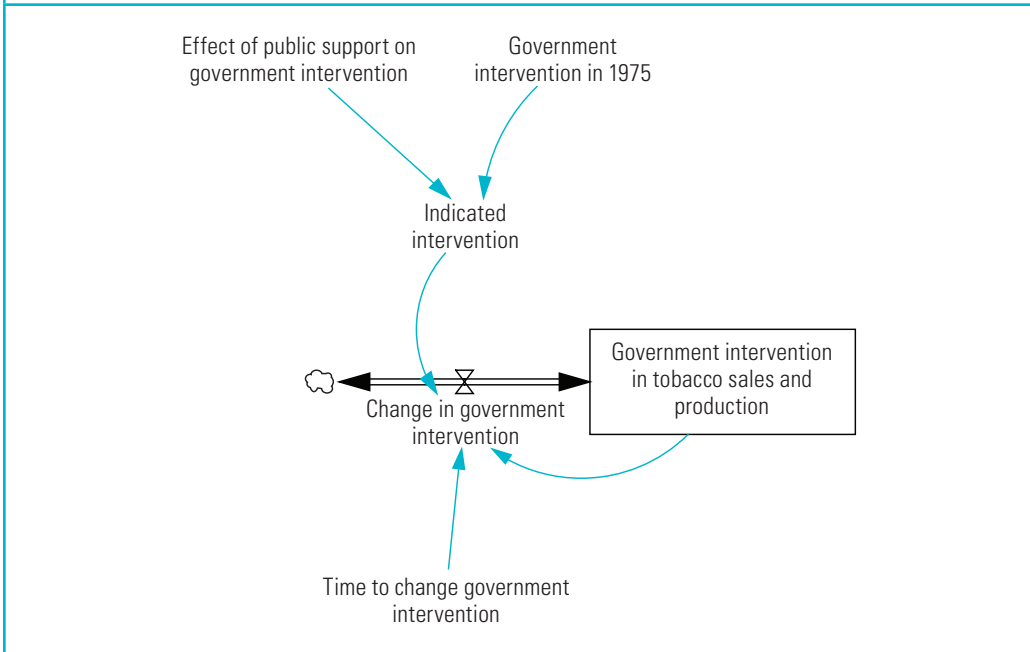 Effect of public support on
government intervention
Government
intervention in 1975
Indicated
intervention
Government intervention
in tobacco sales and
production
Change in government
intervention
Time to change government
intervention